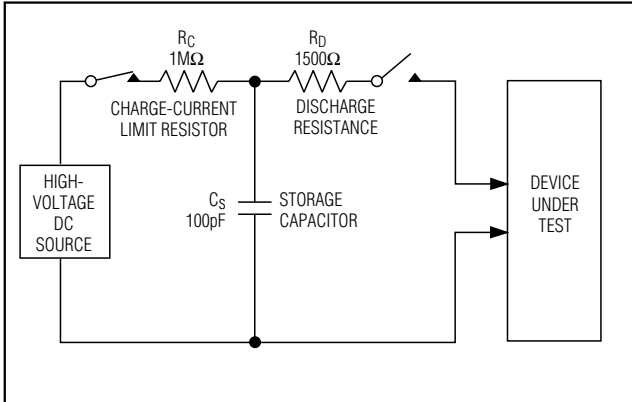 RC
1MΩ
CHARGE-CURRENT
LIMIT RESISTOR
RD
1500Ω
DISCHARGE
RESISTANCE
HIGH-
VOLTAGE
DC
SOURCE
CS
100pF
STORAGE
CAPACITOR
DEVICE
UNDER
TEST